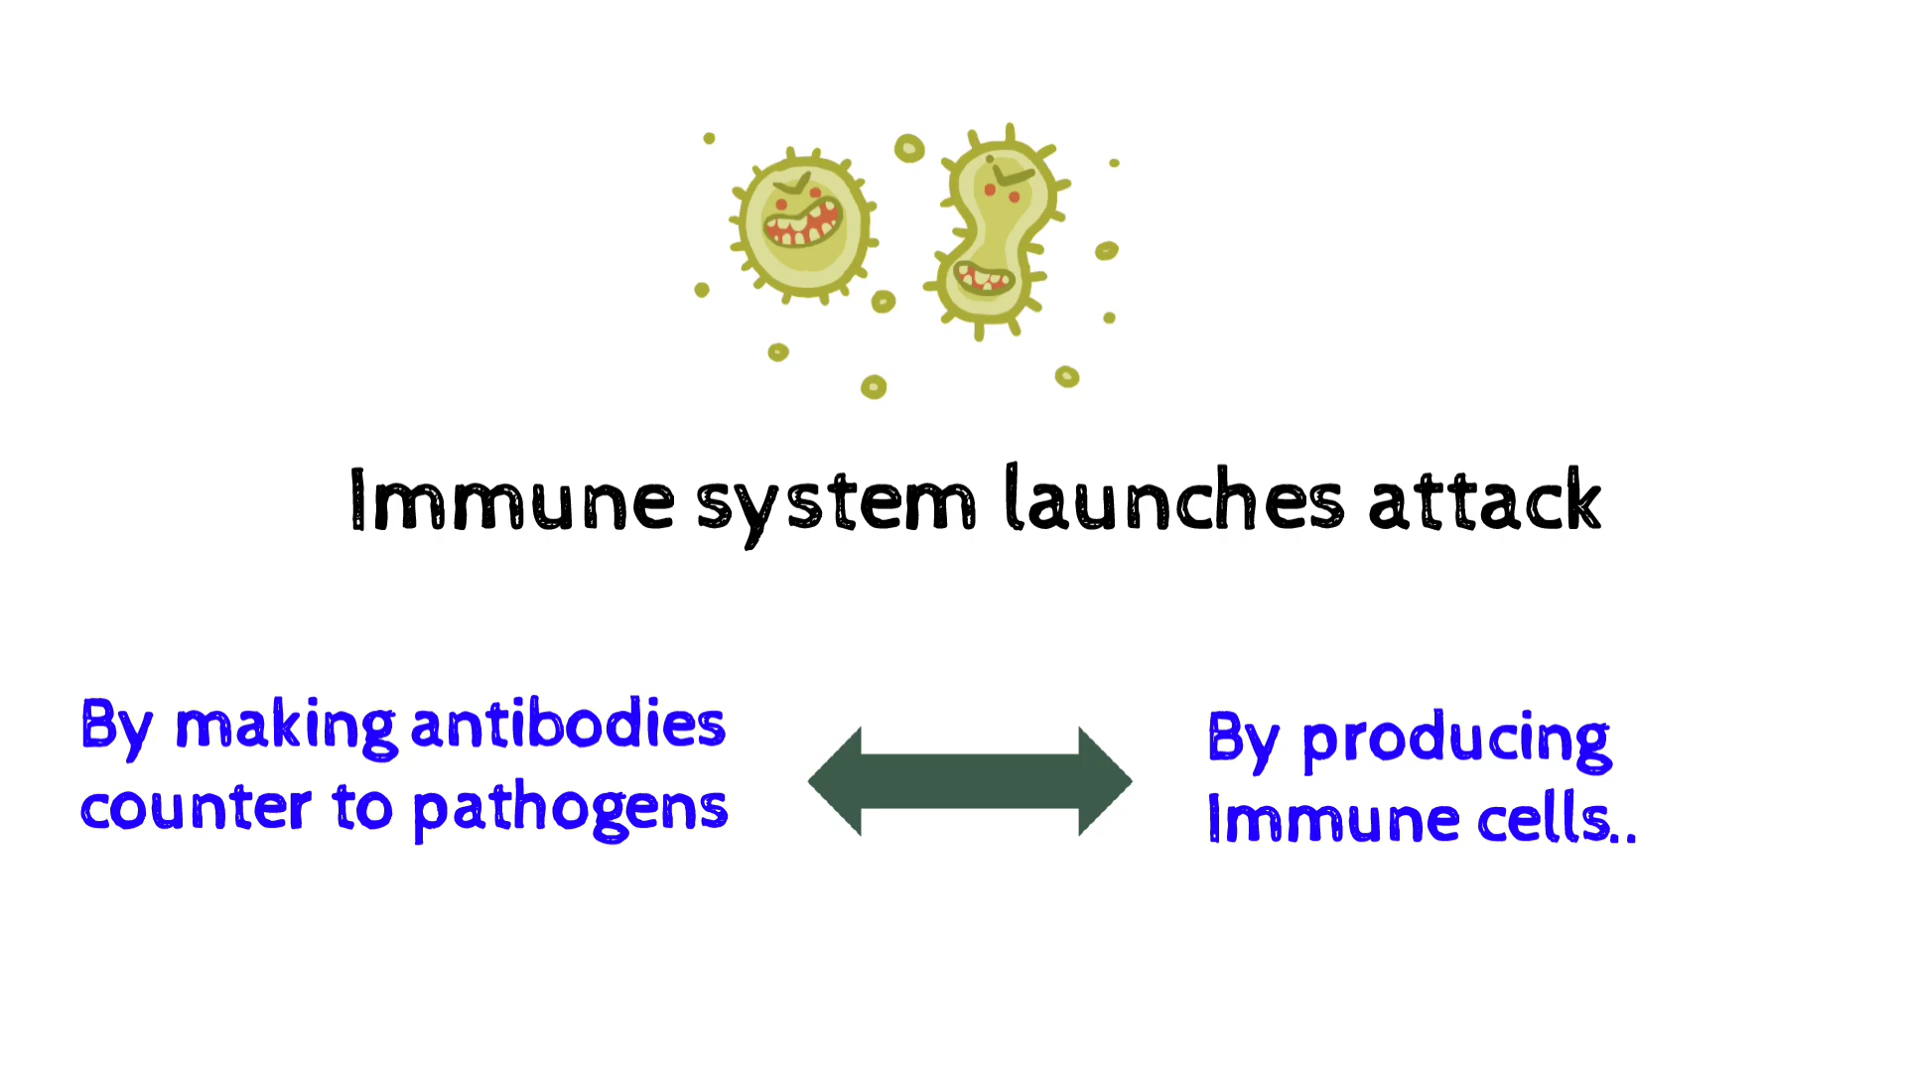 Immune system launches attack
By making antibodies
counter to pathogens
By producing
Immune cells..